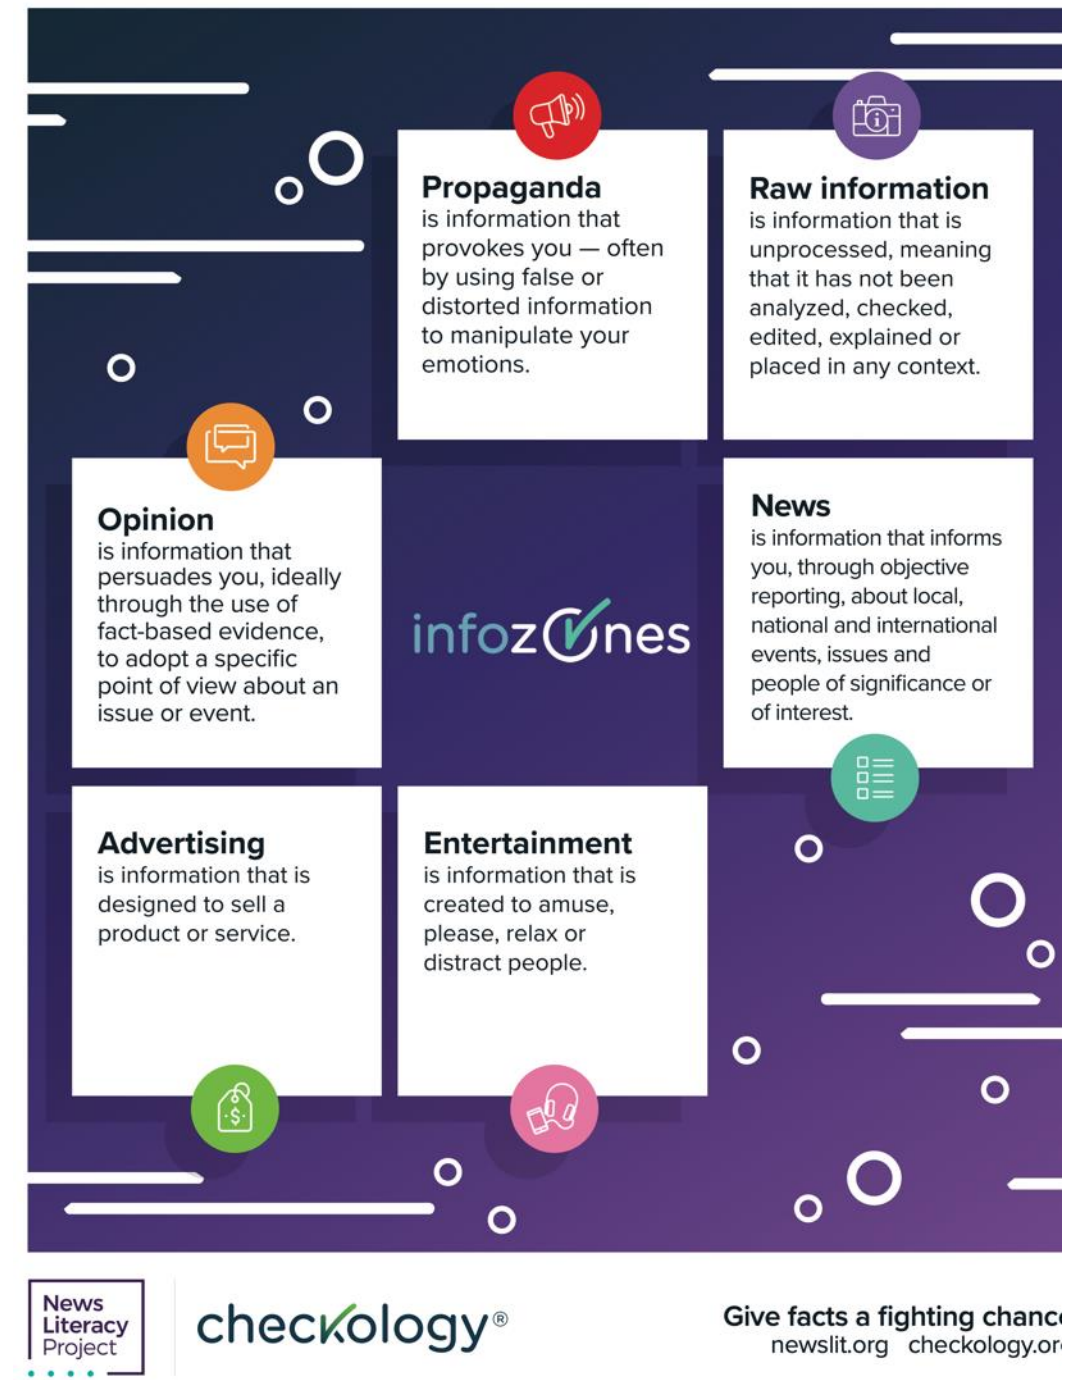 Propaganda
is information that
provokes you — often
by using false or
distorted information
to manipulate your
emotions.
Raw information
is information that is
unprocessed, meaning
that it has not been
analyzed, checked,
edited, explained or
placed in any context.
Opinion
is information that
persuades you, ideally
through the use of
fact-based evidence,
to adopt a specific
point of view about an
issue or event.
infozones
News
is information that informs
you, through objective
reporting, about local,
national and international
events, issues and
people of significance or
of interest.
Advertising
is information that is
designed to sell a
product or service.
Entertainment
is information that is
created to amuse,
please, relax or
distract people.
News
Literacy
Project
checkology®
Give facts a fighting chanc
newslit.org checkology.or